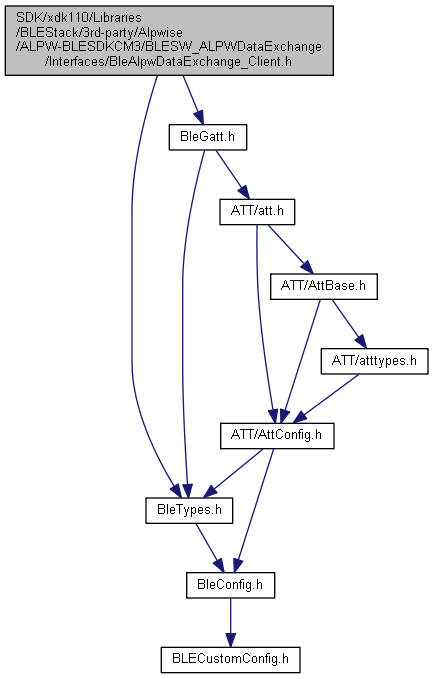 SDK/xdk110/Libraries
/BLEStack/3rd-party/Alpwise
/ALPW-BLESDKCM3/BLESW_ALPWDataExchange
/Interfaces/BleAlpwDataExchange_Client.h
BleGatt.h
ATT/att.h
ATT/AttBase.h
ATT/atttypes.h
ATT/AttConfig.h
BleTypes.h
BleConfig.h
BLECustomConfig.h